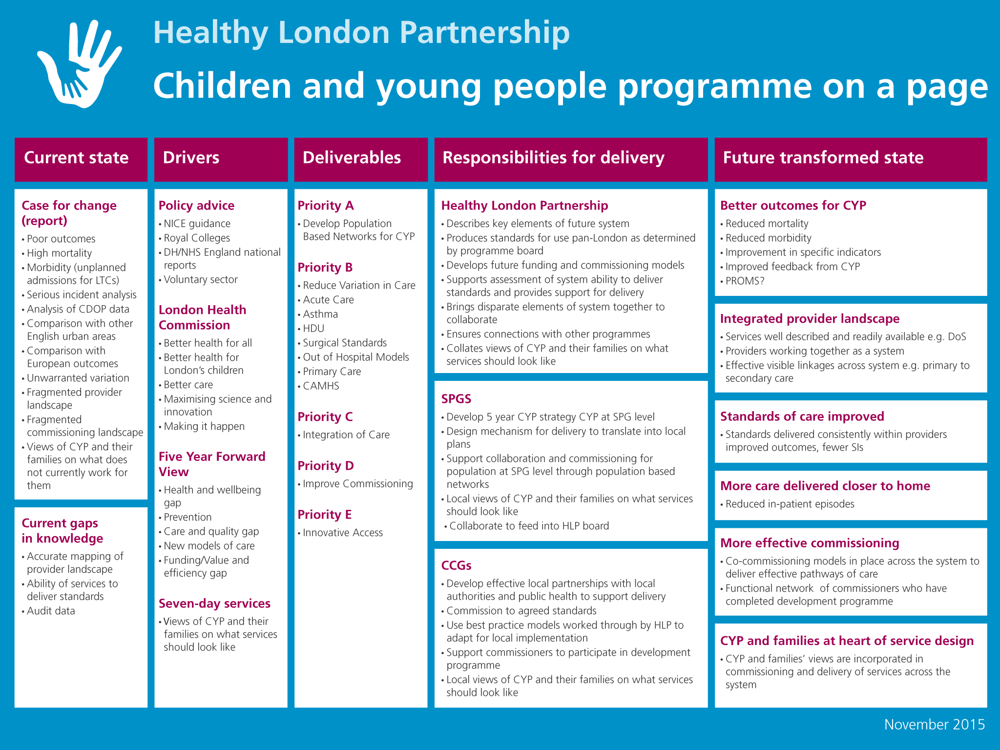 Healthy London Partnership
Children and young people programme on a page
Current state
Case for change
(report)
• Poor outcomes
• High mortality
• Morbidity (unplanned
admissions for LTCs)
• Serious incident analysis
• Analysis of CDOP data
• Comparison with other
English urban areas
• Comparison with
European outcomes
• Unwarranted variation
• Fragmented provider
landscape
• Fragmented
commissioning landscape
• Views of CYP and their
families on what does
not currently work for
them
Current gaps
in knowledge
• Accurate mapping of
provider landscape
• Ability of services to
deliver standards
• Audit data
Drivers
Policy advice
• NICE guidance
• Royal Colleges
• DH/NHS England national
reports
• Voluntary sector
London Health
Commission
• Better health for all
• Better health for
London’s children
• Better care
• Maximising science and
innovation
• Making it happen
Five Year Forward
View
• Health and wellbeing
gap
• Prevention
• Care and quality gap
• New models of care
• Funding/Value and
efficiency gap
Seven-day services
• Views of CYP and their
families on what services
should look like
Deliverables
Priority A
• Develop Population
Based Networks for CYP
Priority B
• Reduce Variation in Care
• Acute Care
• Asthma
• HDU
• Surgical Standards
• Out of Hospital Models
• Primary Care
• CAMHS
Priority C
• Integration of Care
Priority D
• Improve Commissioning
Priority E
• Innovative Access
Responsibilities for delivery
Healthy London Partnership
• Describes key elements of future system
• Produces standards for use pan-London as determined
by programme board
• Develops future funding and commissioning models
• Supports assessment of system ability to deliver
standards and provides support for delivery
• Brings disparate elements of system together to
collaborate
• Ensures connections with other programmes
• Collates views of CYP and their families on what
services should look like
SPGS
• Develop 5 year CYP strategy CYP at SPG level
• Design mechanism for delivery to translate into local
plans
• Support collaboration and commissioning for
population at SPG level through population based
networks
• Local views of CYP and their families on what services
should look like
• Collaborate to feed into HLP board
CCGs
• Develop effective local partnerships with local
authorities and public health to support delivery
• Commission to agreed standards
• Use best practice models worked through by HLP to
adapt for local implementation
• Support commissioners to participate in development
programme
• Local views of CYP and their families on what services
should look like
Future transformed state
Better outcomes for CYP
• Reduced mortality
• Reduced morbidity
• Improvement in specific indicators
• Improved feedback from CYP
• PROMS?
Integrated provider landscape
• Services well described and readily available e.g. DoS
• Providers working together as a system
• Effective visible linkages across system e.g. primary to
secondary care
Standards of care improved
• Standards delivered consistently within providers
improved outcomes, fewer SIs
More care delivered closer to home
• Reduced in-patient episodes
More effective commissioning
• Co-commissioning models in place across the system to
deliver effective pathways of care
• Functional network  of commissioners who have
completed development programme
CYP and families at heart of service design
• CYP and families’ views are incorporated in
commissioning and delivery of services across the
system
November 2015